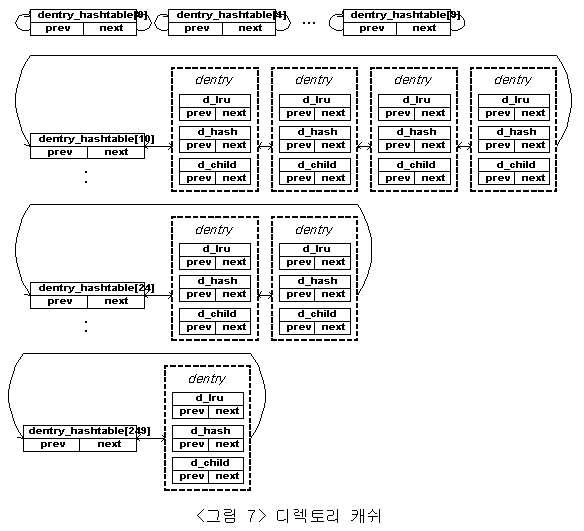 dentry_hashtable[0] dentry_hashtable[1] ... dentry_hashtable[9]
prev next prev next prev next
dentry dentry dentry dentry
d_lru d_lru d_lru d_lru
prev next prev next prev next prev next
d_hash d_hash d_hash d_hash
dentry_hashtable[10] prev next prev next prev next prev next
prev next
d_child d_child d_child d_child
prev next prev next prev next prev next
:
dentry dentry
d_lru d_lru
prev next prev next
d_hash d_hash
dentry_hashtable[24] prev next prev next
prev next
d_child d_child
prev next prev next
:
dentry
d_lru
prev next
dentry_hashtable[249] d_hash
prev next prev next
d_child
prev next
<그림 7> 디렉토리 캐쉬